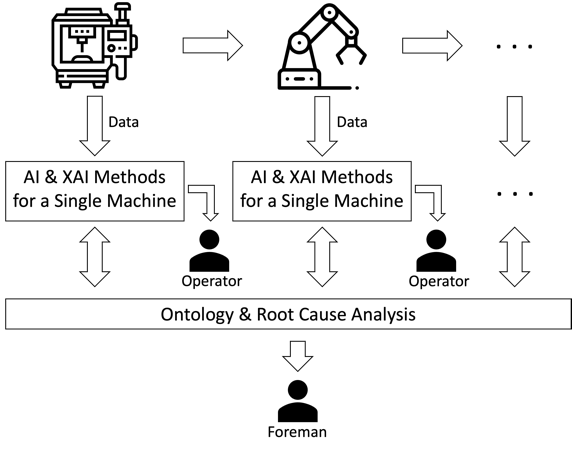 . . .
Data
Data
AI & XAI Methods
for a Single Machine
AI & XAI Methods
for a Single Machine
. . .
Operator
Operator
Ontology & Root Cause Analysis
Foreman